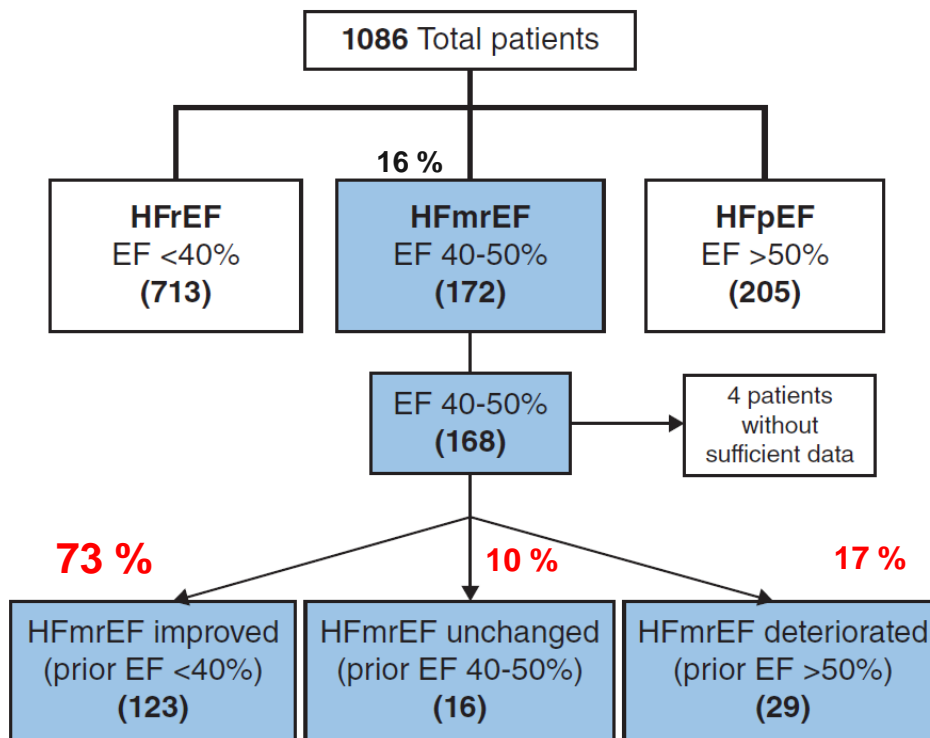 1086 Total patients
16 %
HFrEF
EF <40%
(713)
HFmrEF
EF 40-50%
(172)
HFpEF
EF >50%
(205)
EF 40-50%
(168)
4 patients
without
sufficient data
73 %
10 %
17 %
HFmrEF improved
(prior EF <40%)
(123)
HFmrEF unchanged
(prior EF 40-50%)
(16)
HFmrEF deteriorated
(prior EF >50%)
(29)